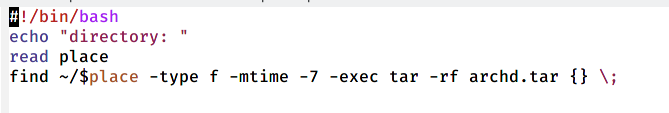 #!/bin/bash
echo "directory: "
read place
find ~/$place -type f -mtime -7 -exec tar -rf archd.tar {} \;